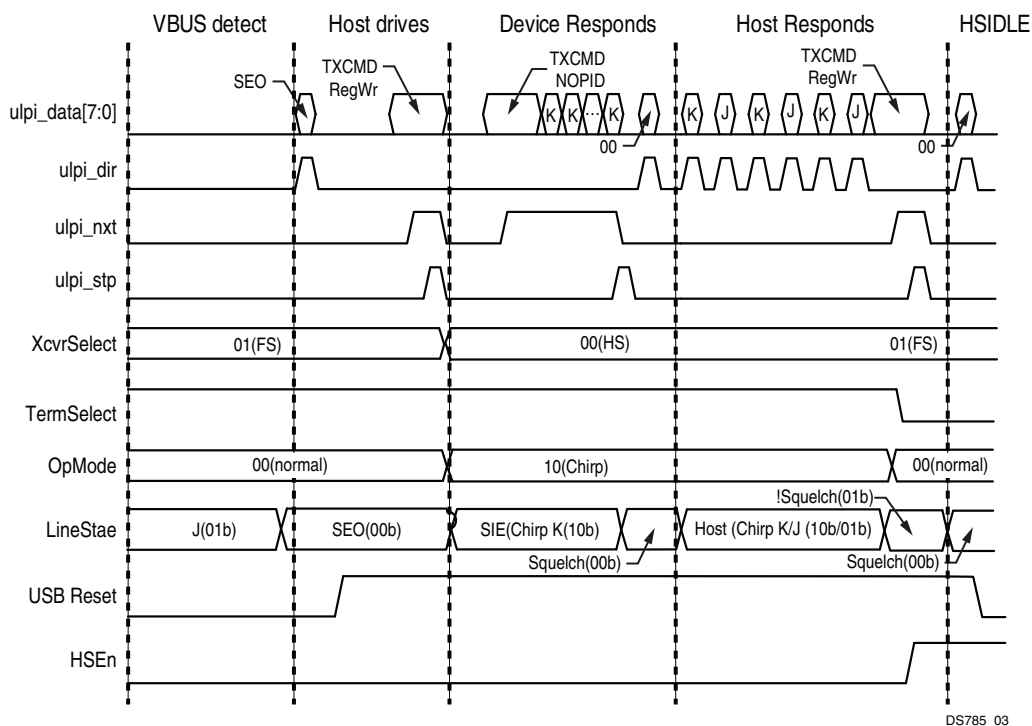 VBUS detect Host drives Device Responds Host Responds HSIDLE
SEO
TXCMD
RegWr
TXCMD
NOPID
TXCMD
RegWr
ulpi_data[7:0] K K ... K K J K J K J
00 00
ulpi_dir
ulpi_nxt
ulpi_stp
XcvrSelect 01(FS) 00(HS) 01(FS)
TermSelect
OpMode 00(normal) 10(Chirp) 00(normal)
!Squelch(01b)
LineStae J(01b) SEO(00b) SIE(Chirp K(10b) Host (Chirp K/J (10b/01b)
Squelch(00b) Squelch(00b)
USB Reset
HSEn
DS785_03